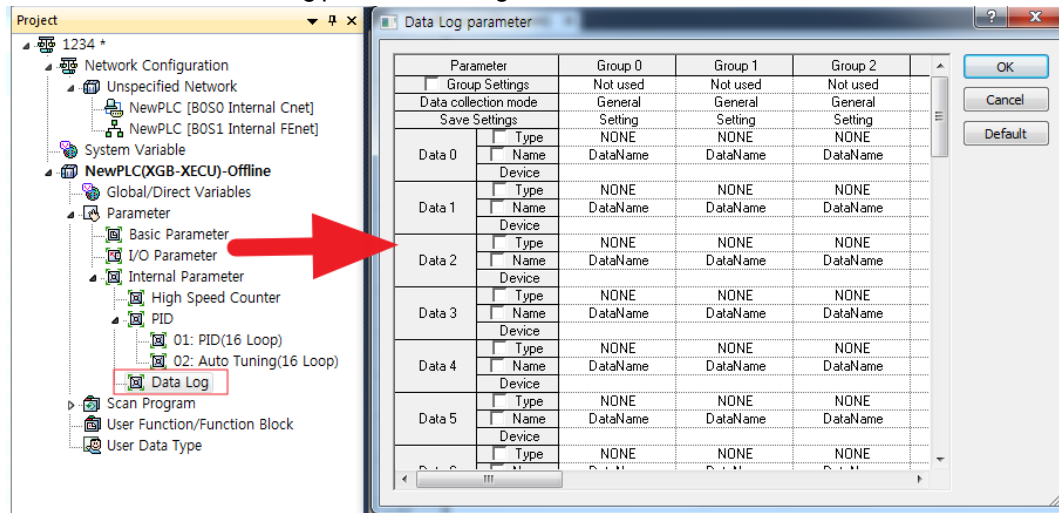 Project
1234 *
Network Configuration
Unspecified Network
NewPLC [B0S0 Internal Cnet]
NewPLC [B0S1 Internal FEnet]
System Variable
NewPLC(XGB-XECU)-Offline
Global/Direct Variables
Parameter
Basic Parameter
I/O Parameter
Internal Parameter
High Speed Counter
PID
01: PID(16 Loop)
02: Auto Tuning(16 Loop)
Data Log
Scan Program
User Function/Function Block
User Data Type
Data Log parameter
Parameter Group 0 Group 1 Group 2
Group Settings Not used Not used Not used
Data collection mode General General General
Save Settings Setting Setting Setting
Data 0 Type NONE NONE NONE
Name DataName DataName DataName
Device
Data 1 Type NONE NONE NONE
Name DataName DataName DataName
Device
Data 2 Type NONE NONE NONE
Name DataName DataName DataName
Device
Data 3 Type NONE NONE NONE
Name DataName DataName DataName
Device
Data 4 Type NONE NONE NONE
Name DataName DataName DataName
Device
Data 5 Type NONE NONE NONE
Name DataName DataName DataName
Device
Type NONE NONE NONE
OK
Cancel
Default